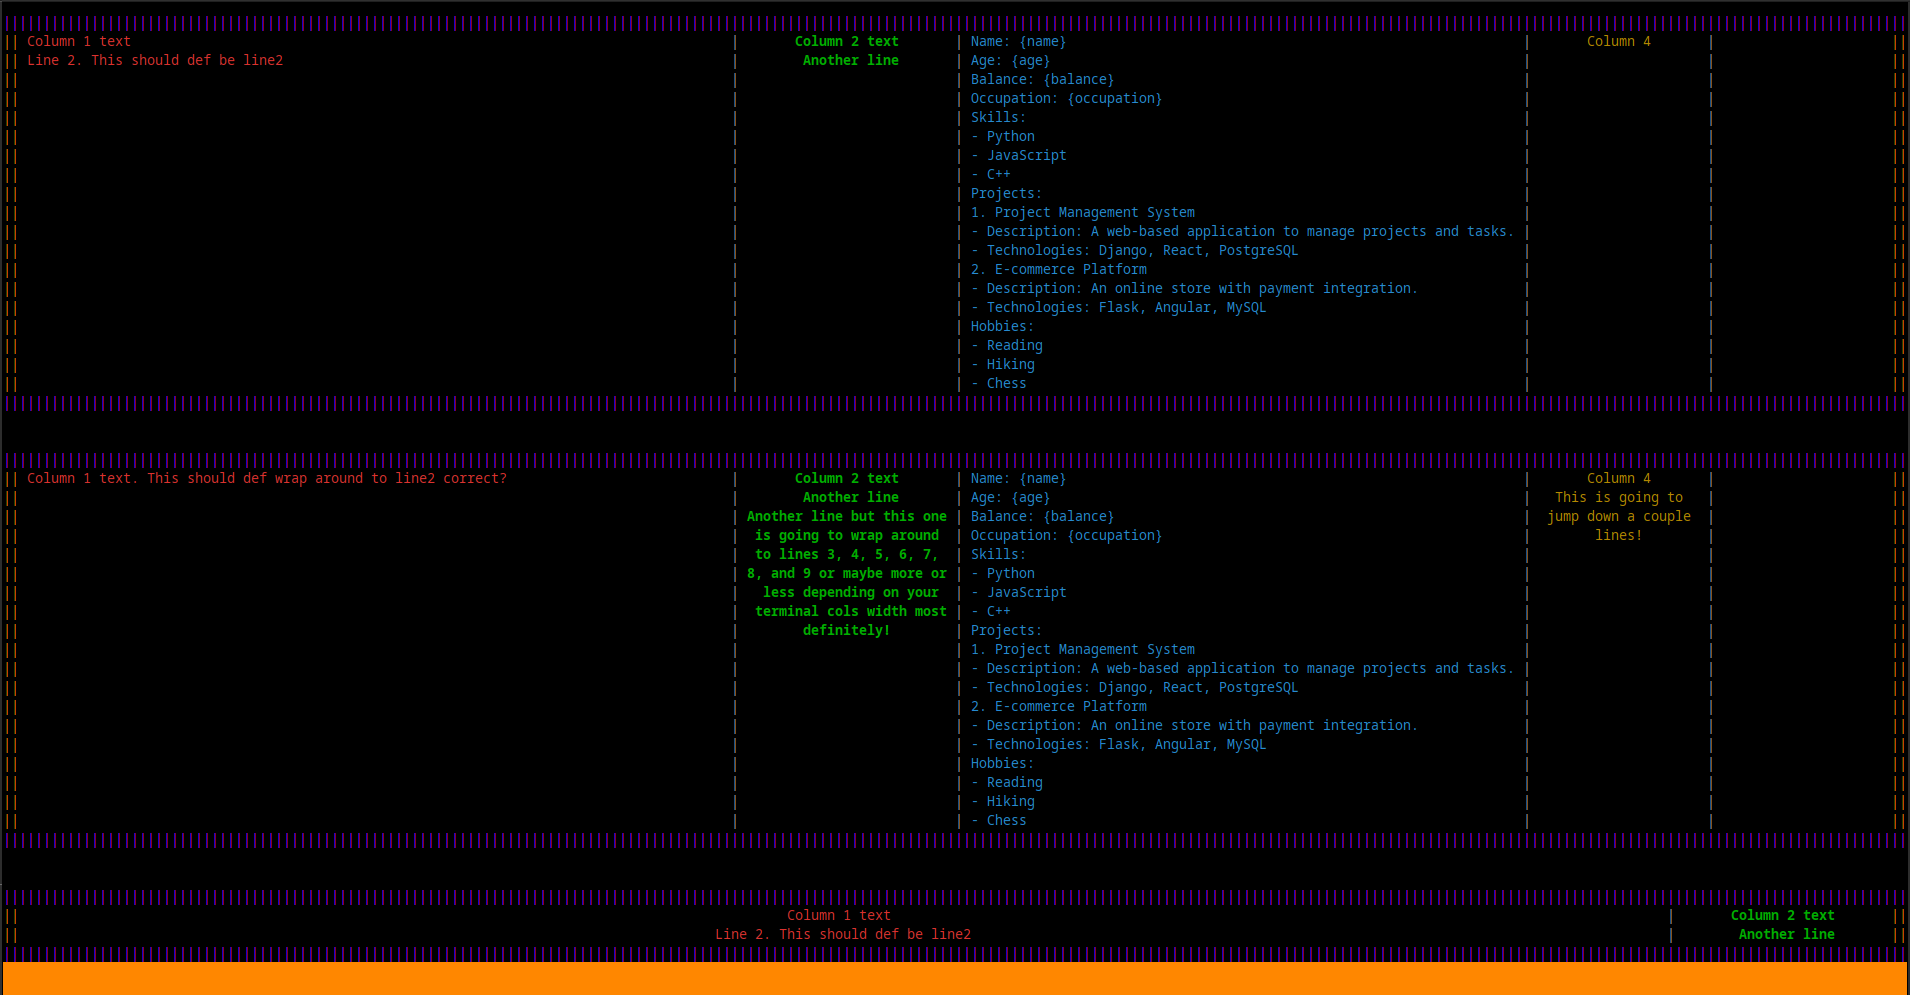 Column 1 text
Line 2. This should def be line2
Column 2 text
Another line
Name: {name}
Age: {age}
Balance: {balance}
Occupation: {occupation}
Skills:
- Python
- JavaScript
- C++
Projects:
1. Project Management System
- Description: A web-based application to manage projects and tasks.
- Technologies: Django, React, PostgreSQL
2. E-commerce Platform
- Description: An online store with payment integration.
- Technologies: Flask, Angular, MySQL
Hobbies:
- Reading
- Hiking
- Chess
Column 4
Column 1 text. This should def wrap around to line2 correct?
Column 2 text
Another line
Another line but this one
is going to wrap around
to lines 3, 4, 5, 6, 7,
8, and 9 or maybe more or
less depending on your
terminal cols width most
definitely!
Name: {name}
Age: {age}
Balance: {balance}
Occupation: {occupation}
Skills:
- Python
- JavaScript
- C++
Projects:
1. Project Management System
- Description: A web-based application to manage projects and tasks.
- Technologies: Django, React, PostgreSQL
2. E-commerce Platform
- Description: An online store with payment integration.
- Technologies: Flask, Angular, MySQL
Hobbies:
- Reading
- Hiking
- Chess
Column 4
This is going to
jump down a couple
lines!
Column 1 text
Line 2. This should def be line2
Column 2 text
Another line